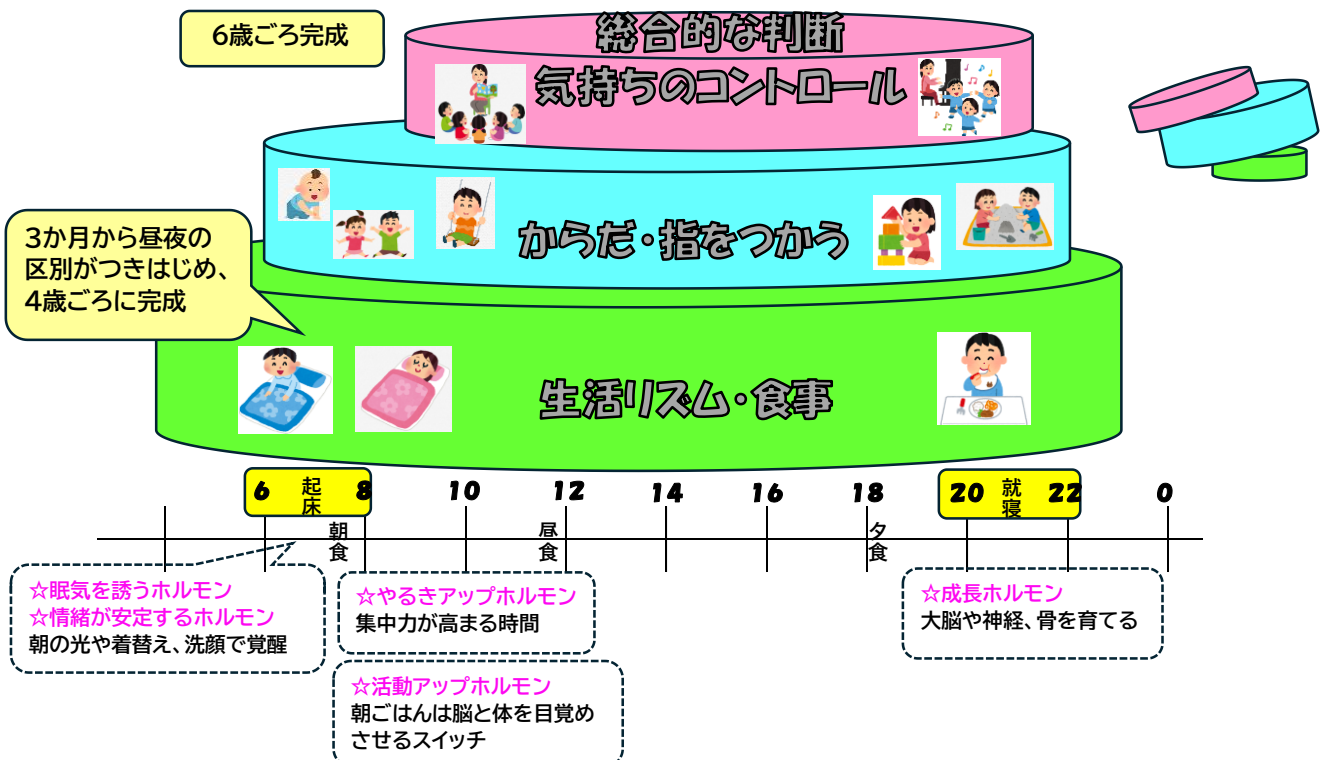 6歳ごろ完成
総合的な判断
気持ちのコントロール
からだ・指をつかう
3か月から昼夜の
区別がつきはじめ、
4歳ごろに完成
生活リズム・食事
6 起床 8 10 12 14 16 18 20 就寝 22 0
朝食 昼食 夕食
☆眠気を誘うホルモン
☆情緒が安定するホルモン
朝の光や着替え、洗顔で覚醒
☆やるきアップホルモン
集中力が高まる時間
☆活動アップホルモン
朝ごはんは脳と体を目覚め
させるスイッチ
☆成長ホルモン
大脳や神経、骨を育てる